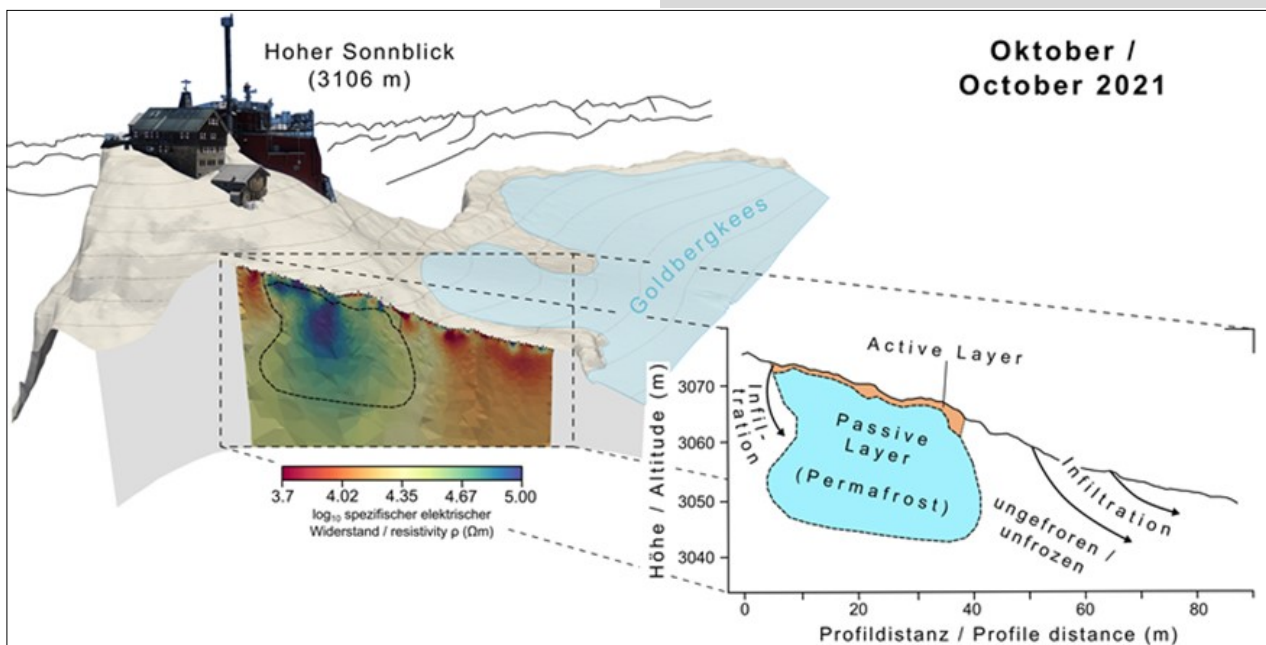 Hoher Sonnblick
(3106 m)
Oktober /
October 2021
Goldbergkees
3.7 4.02 4.35 4.67 5.00
log₁₀ spezifischer elektrischer
Widerstand / resistivity ρ (Ωm)
Höhe / Altitude (m)
3070
3060
3050
3040
Active Layer
Infil-
tration
Passive
Layer
(Permafrost)
Infiltration
ungefroren /
unfrozen
0 20 40 60 80
Profildistanz / Profile distance (m)